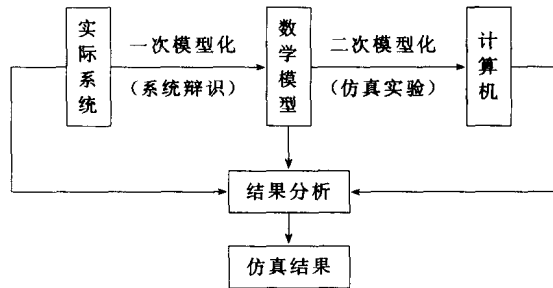 实际系统
一次模型化
(系统辩识)
数学模型
二次模型化
(仿真实验)
计算机
结果分析
仿真结果